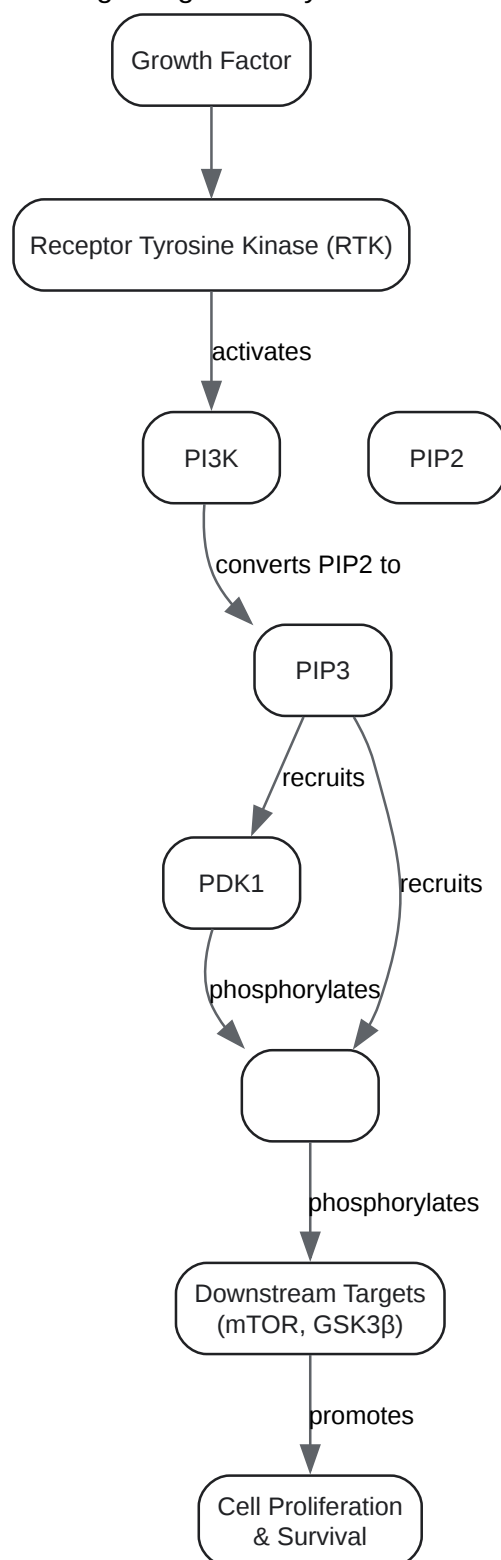 Growth Factor
Receptor Tyrosine Kinase (RTK)
activates
PI3K
PIP2
converts PIP2 to
PIP3
recruits
PDK1
recruits
phosphorylates
phosphorylates
Downstream Targets
(mTOR, GSK3β)
promotes
Cell Proliferation
& Survival